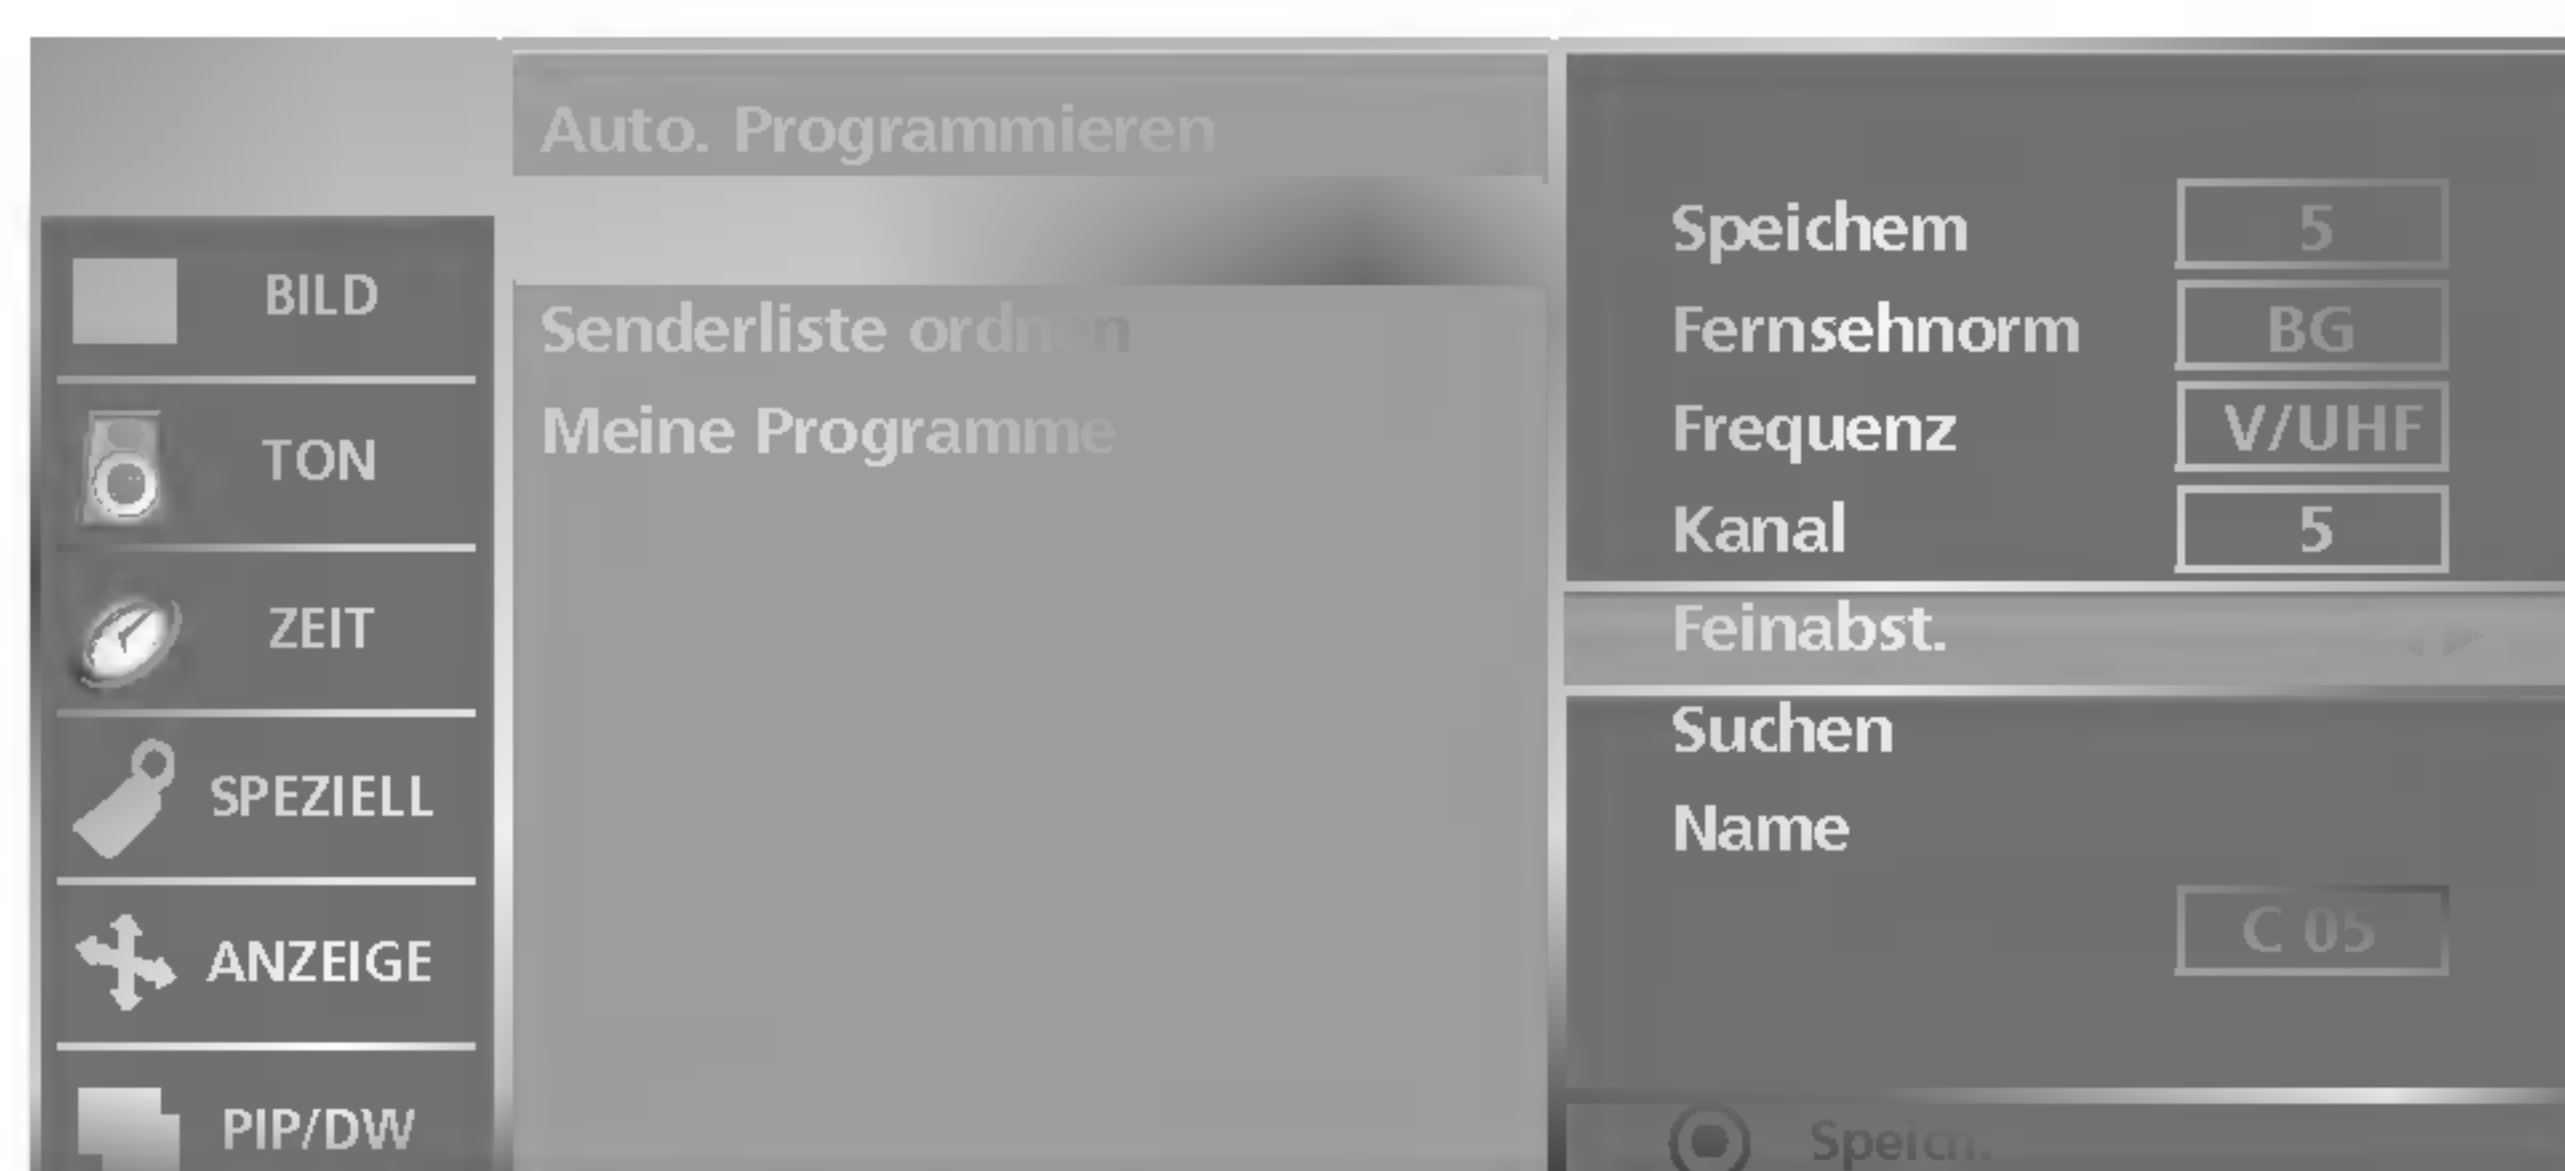 Auto. Programmieren
Senderliste ordnen
Meine Programme
BILD
TON
ZEIT
SPEZIELL
ANZEIGE
PIP/DW
Speichem 5
Fernsehnorm BG
Frequenz V/UHF
Kanal 5
Feinabst.
Suchen
Name
C 05
Speich.